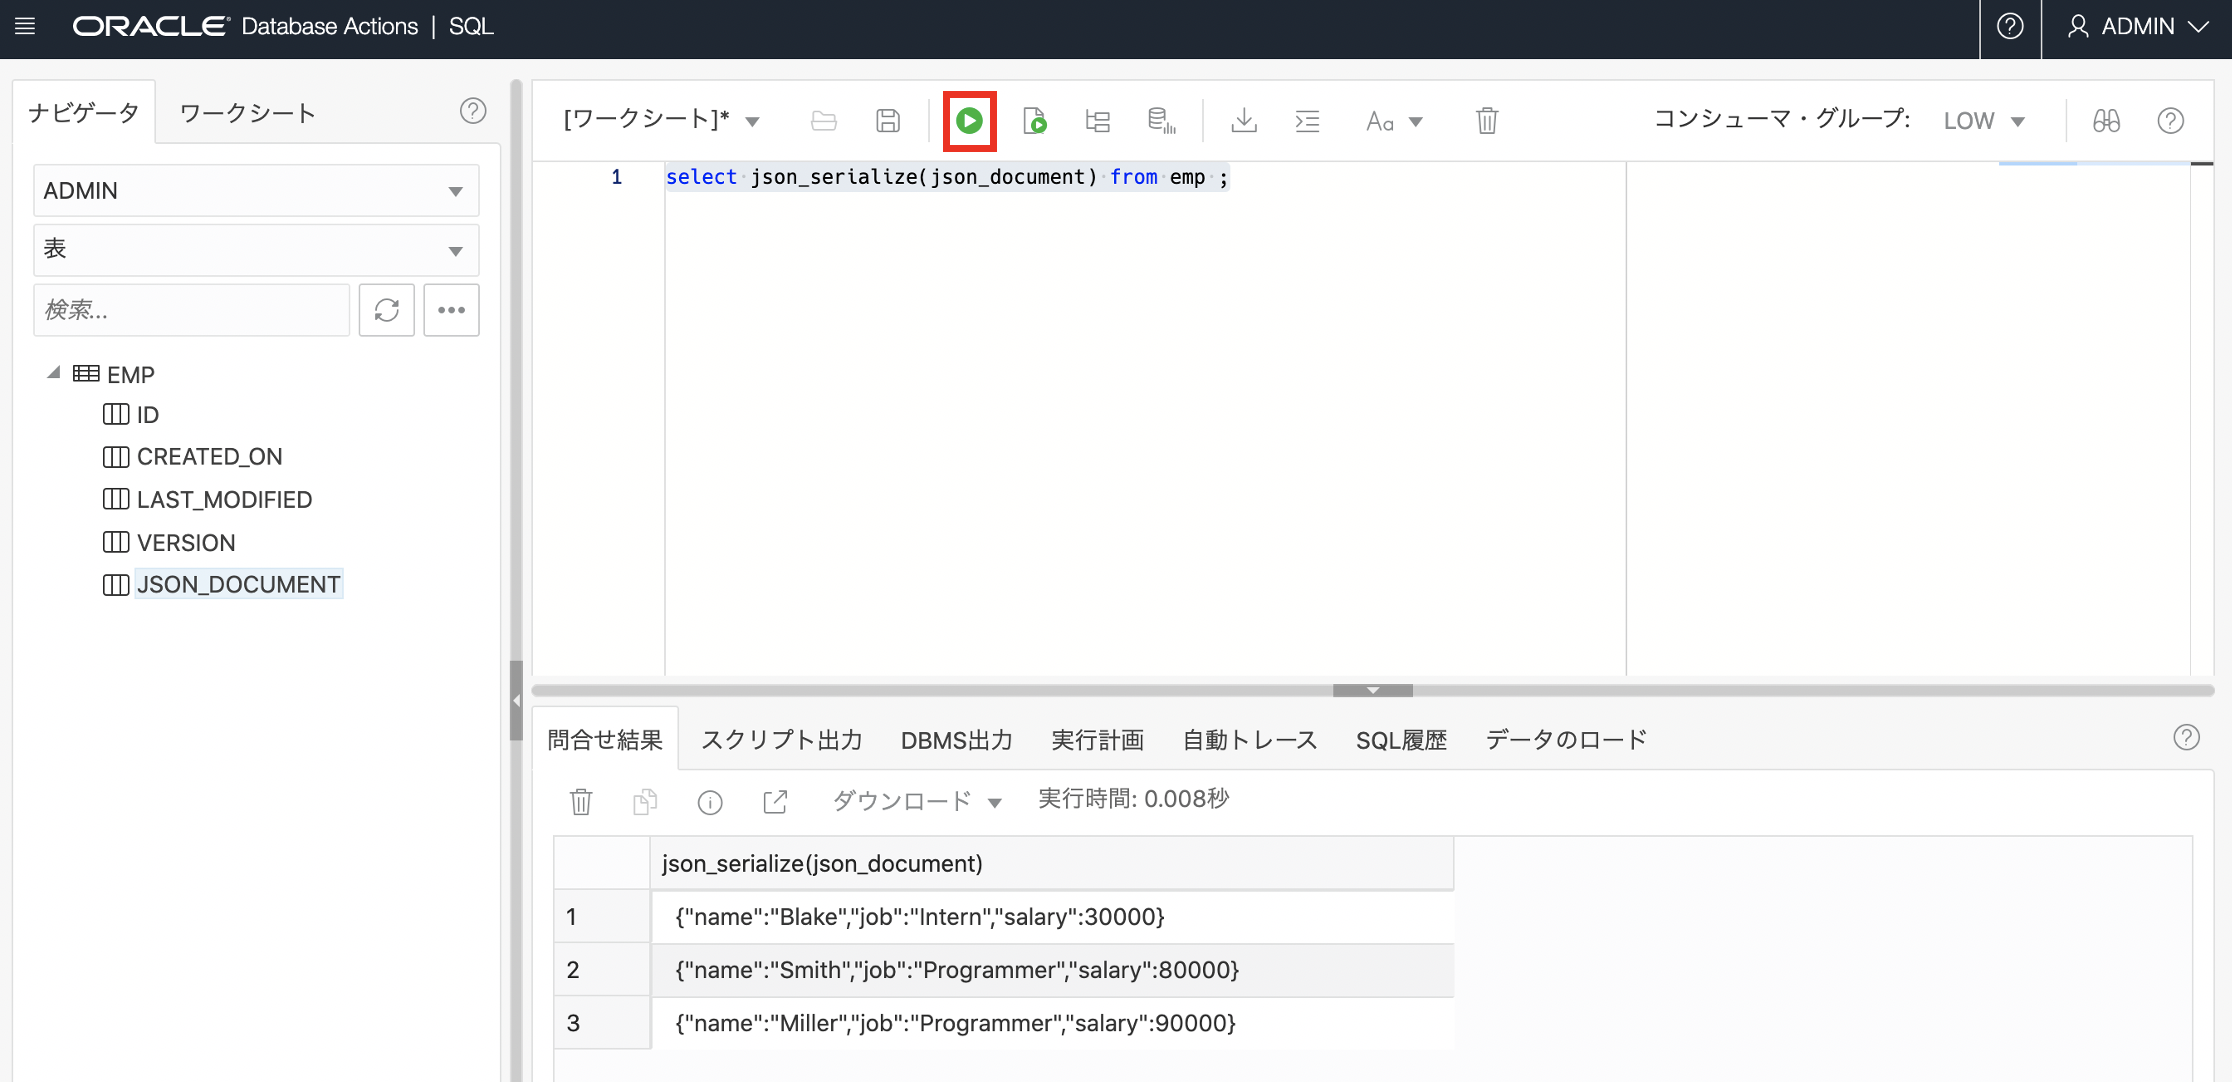 ORACLE® Database Actions | SQL
ADMIN
ナビゲータ
ワークシート
ADMIN
表
検索...
EMP
ID
CREATED_ON
LAST_MODIFIED
VERSION
JSON_DOCUMENT
[ワークシート]*
Aa
コンシューマ・グループ: LOW
1 select json_serialize(json_document) from emp ;
問合せ結果 スクリプト出力 DBMS出力 実行計画 自動トレース SQL履歴 データのロード
ダウンロード 実行時間: 0.008秒
json_serialize(json_document)
1 {"name":"Blake","job":"Intern","salary":30000}
2 {"name":"Smith","job":"Programmer","salary":80000}
3 {"name":"Miller","job":"Programmer","salary":90000}